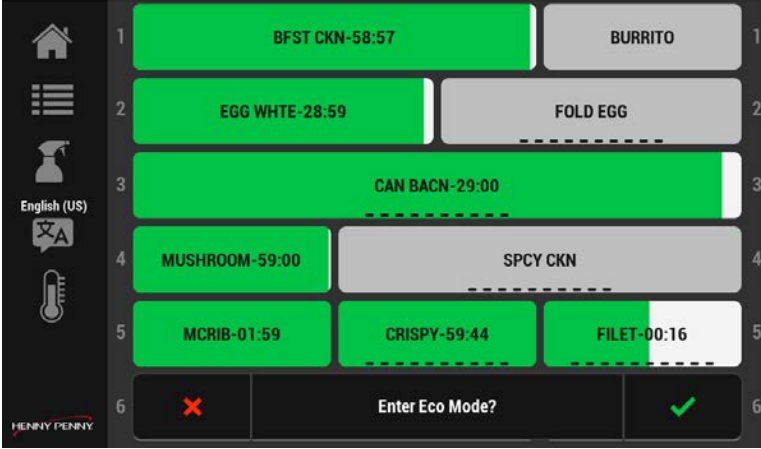 1 BFST CKN-58:57 BURRITO 1
2 EGG WHTE-28:59 FOLD EGG 2
3 CAN BACN-29:00 3
English (US)
文A
4 MUSHROOM-59:00 SPCY CKN 4
5 MCRIB-01:59 CRISPY-59:44 FILET-00:16 5
6 Enter Eco Mode? 6
HENNY PENNY